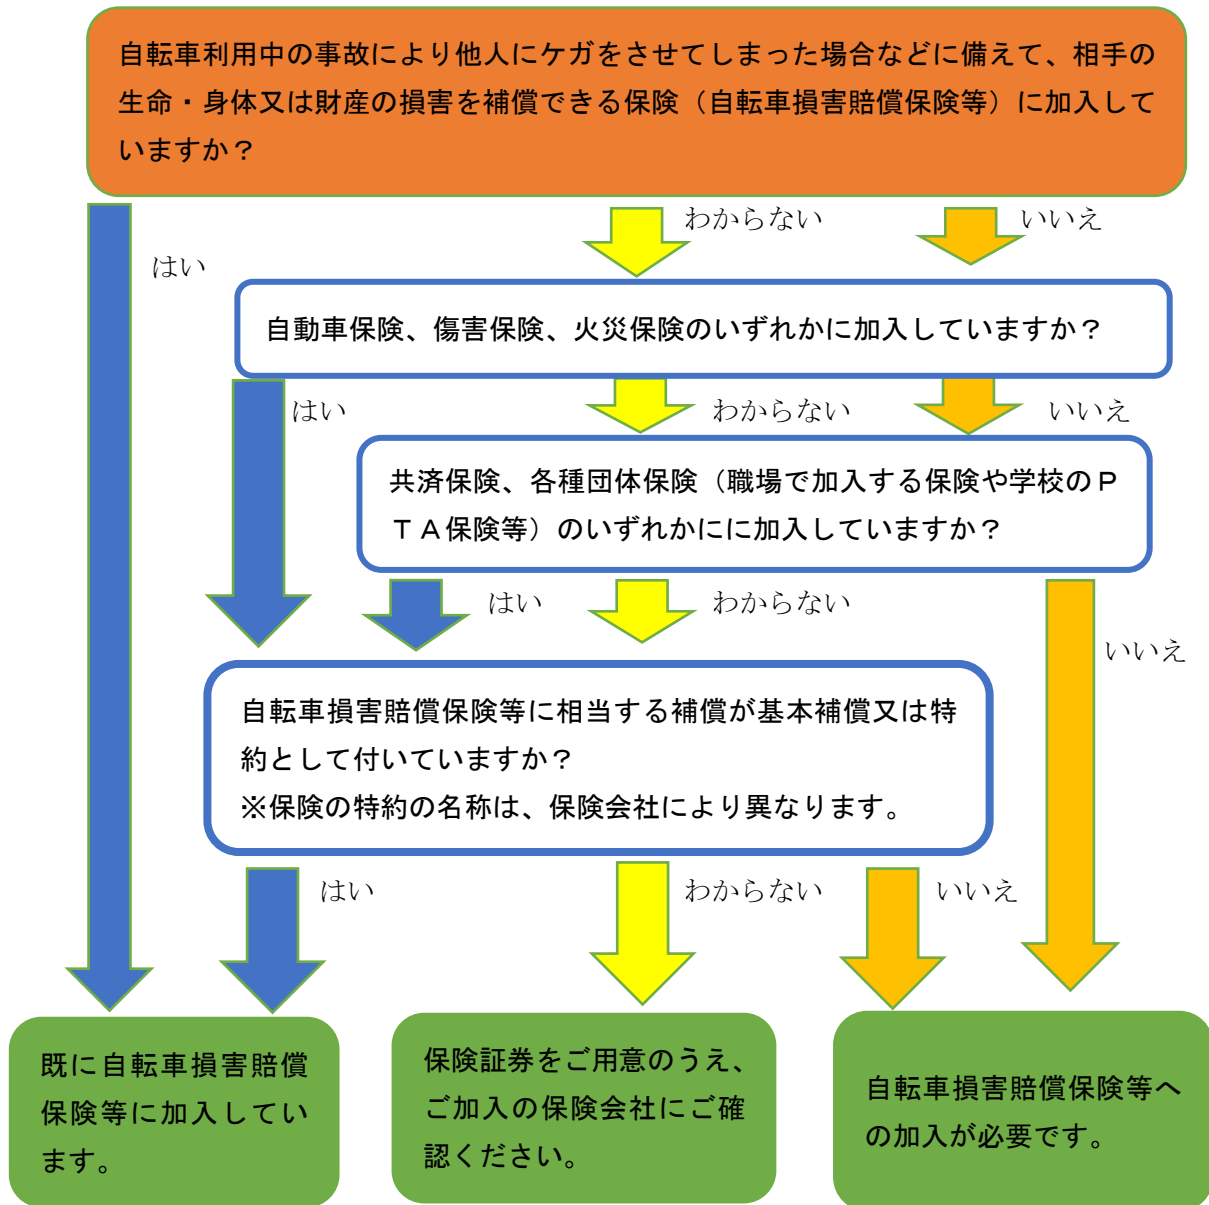 自転車利用中の事故により他人にケガをさせてしまった場合などに備えて、相手の
生命・身体又は財産の損害を補償できる保険（自転車損害賠償保険等）に加入して
いますか？
わからない
いいえ
はい
自動車保険、傷害保険、火災保険のいずれかに加入していますか？
はい
わからない
いいえ
共済保険、各種団体保険（職場で加入する保険や学校のＰ
ＴＡ保険等）のいずれかにに加入していますか？
はい
わからない
いいえ
自転車損害賠償保険等に相当する補償が基本補償又は特
約として付いていますか？
※保険の特約の名称は、保険会社により異なります。
はい
わからない
いいえ
既に自転車損害賠償
保険等に加入してい
ます。
保険証券をご用意のうえ、
ご加入の保険会社にご確
認ください。
自転車損害賠償保険等へ
の加入が必要です。